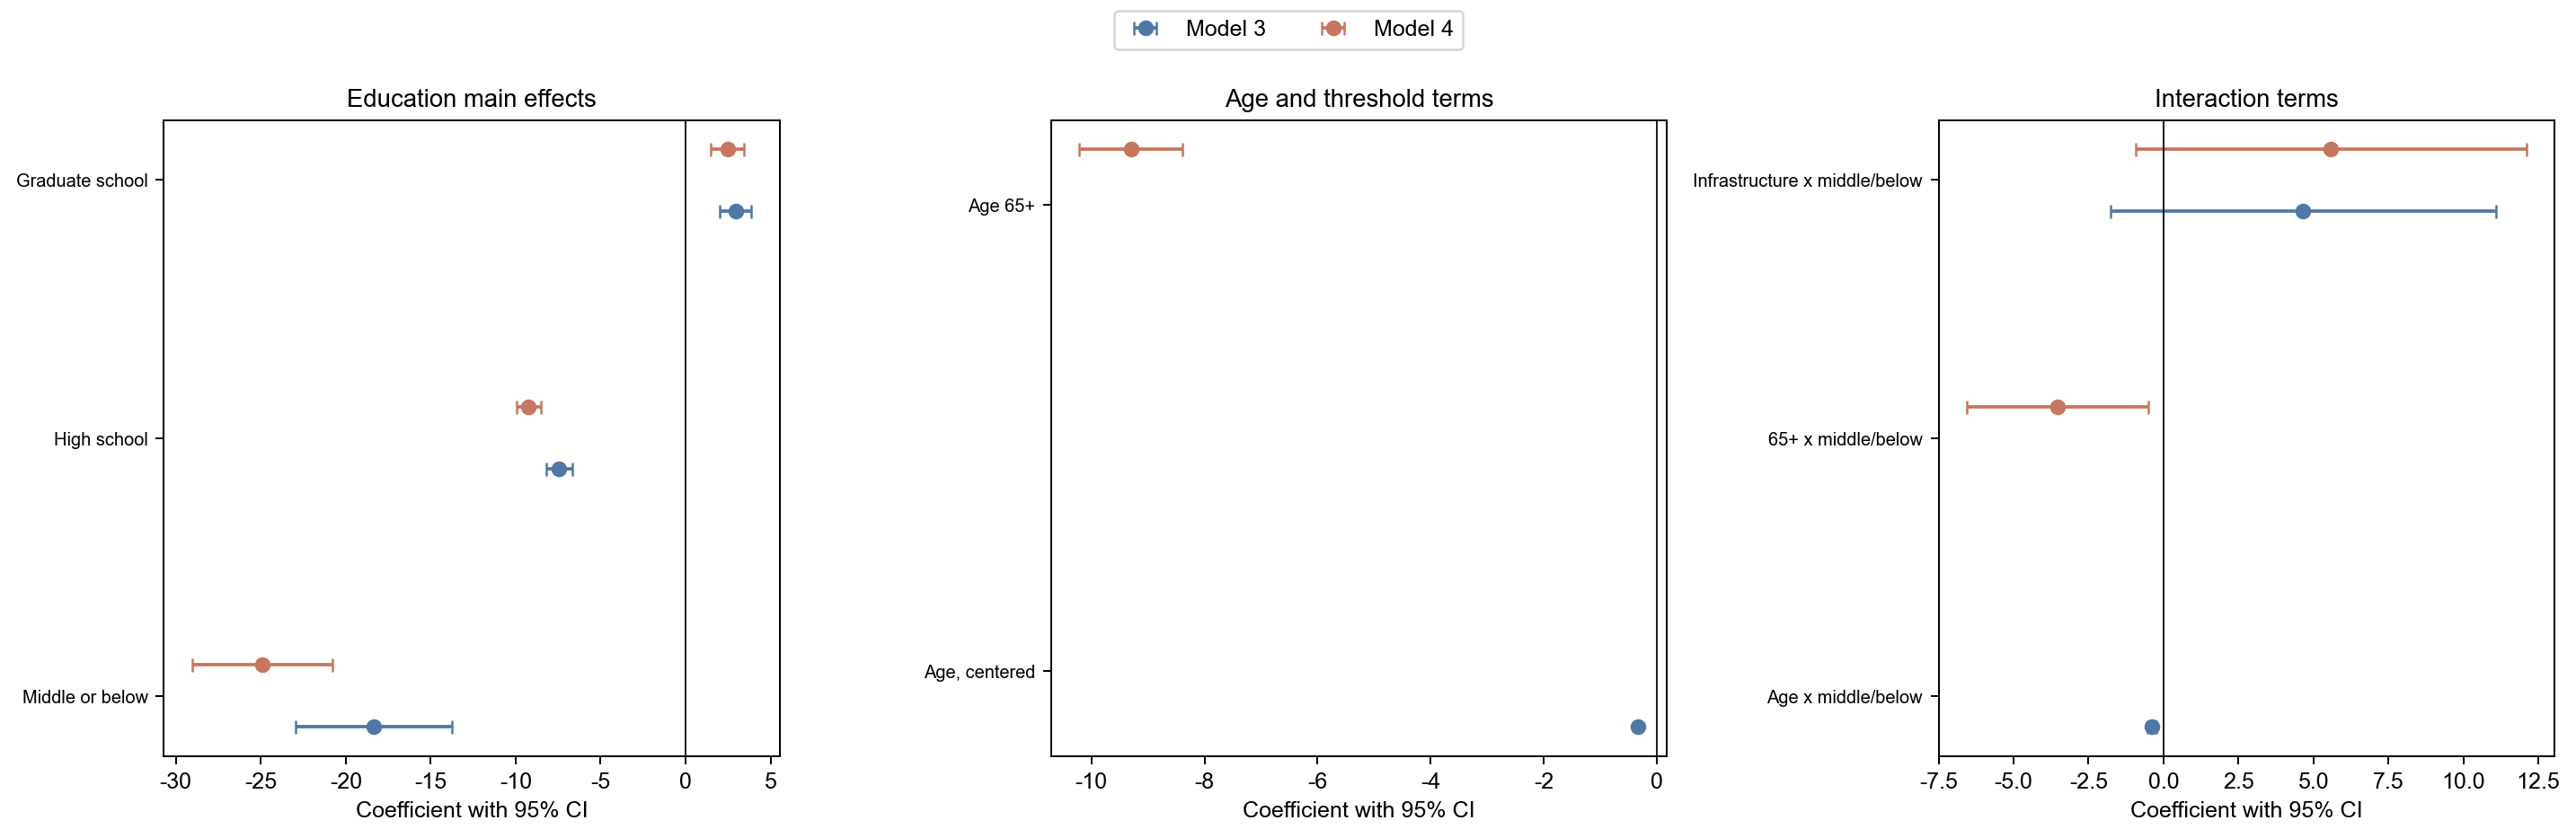 Model 3 Model 4
Education main effects
Graduate school
High school
Middle or below
-30 -25 -20 -15 -10 -5 0 5
Coefficient with 95% CI
Age and threshold terms
Age 65+
Age, centered
-10 -8 -6 -4 -2 0
Coefficient with 95% CI
Interaction terms
Infrastructure x middle/below
65+ x middle/below
Age x middle/below
-7.5 -5.0 -2.5 0.0 2.5 5.0 7.5 10.0 12.5
Coefficient with 95% CI